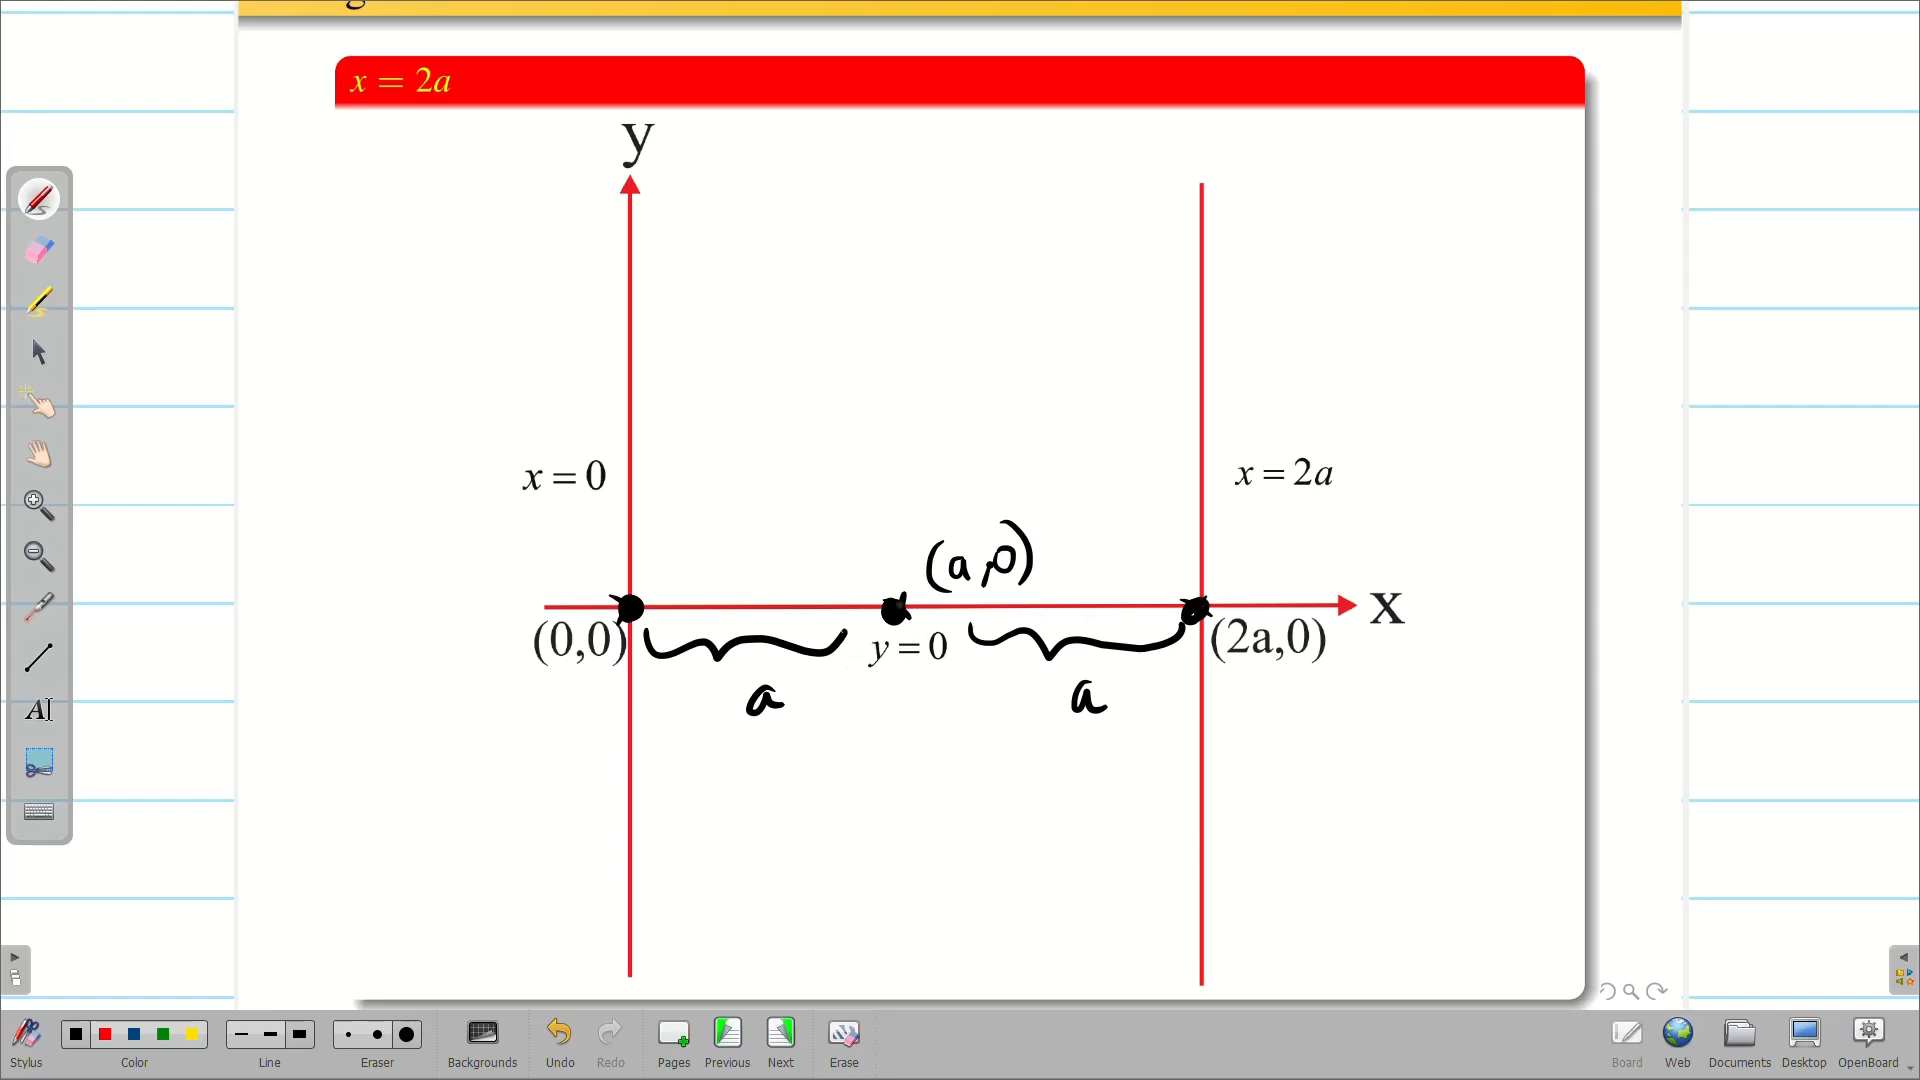 x = 2a
y
x = 0
x = 2a
(a,0)
x
(0,0)
y = 0
(2a,0)
a
a
A
Stylus
Color
Line
Eraser
Backgrounds
Undo
Redo
Pages
Previous
Next
Erase
Board
Web
Documents
Desktop
OpenBoard